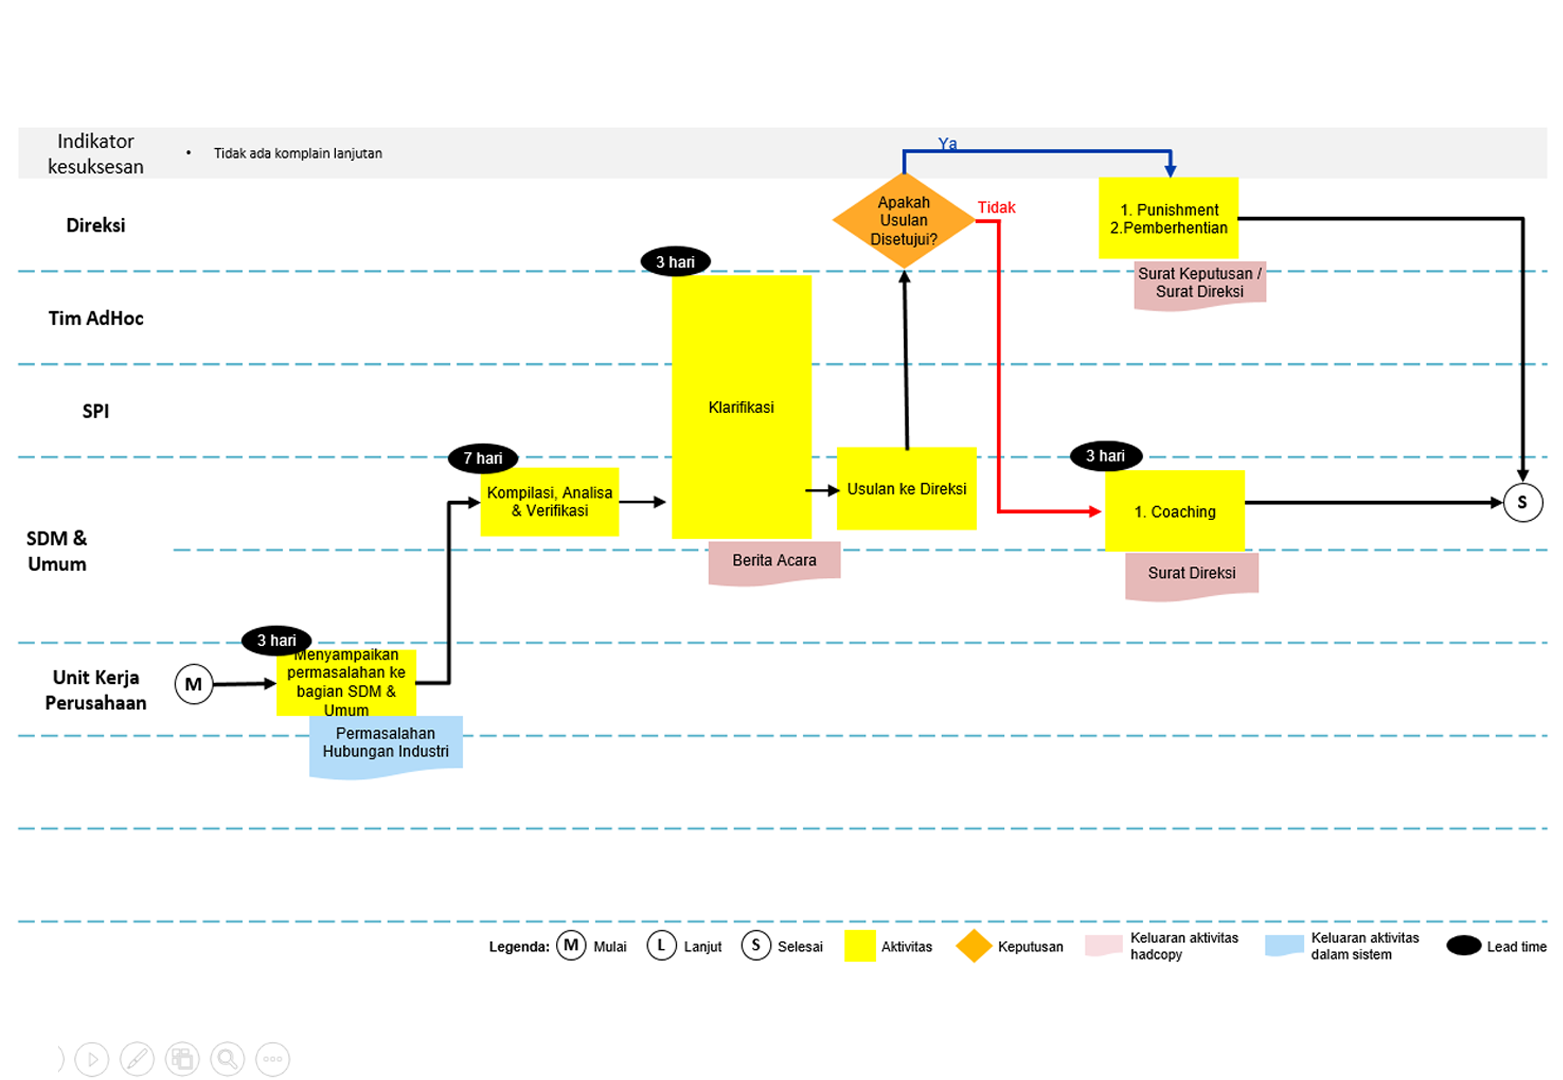 Indikator
kesuksesan
• Tidak ada komplain lanjutan
Ya
Direksi
Apakah
Usulan
Disetujui?
Tidak
1. Punishment
2.Pemberhentian
Surat Keputusan /
Surat Direksi
3 hari
Tim AdHoc
SPI
Klarifikasi
7 hari
Kompilasi, Analisa
& Verifikasi
Usulan ke Direksi
3 hari
1. Coaching
S
SDM &
Umum
Berita Acara
Surat Direksi
3 hari
Unit Kerja
Perusahaan
M
Menyampaikan
permasalahan ke
bagian SDM &
Umum
Permasalahan
Hubungan Industri
Legenda:
M Mulai
L Lanjut
S Selesai
Aktivitas
Keputusan
Keluaran aktivitas
hadcopy
Keluaran aktivitas
dalam sistem
Lead time